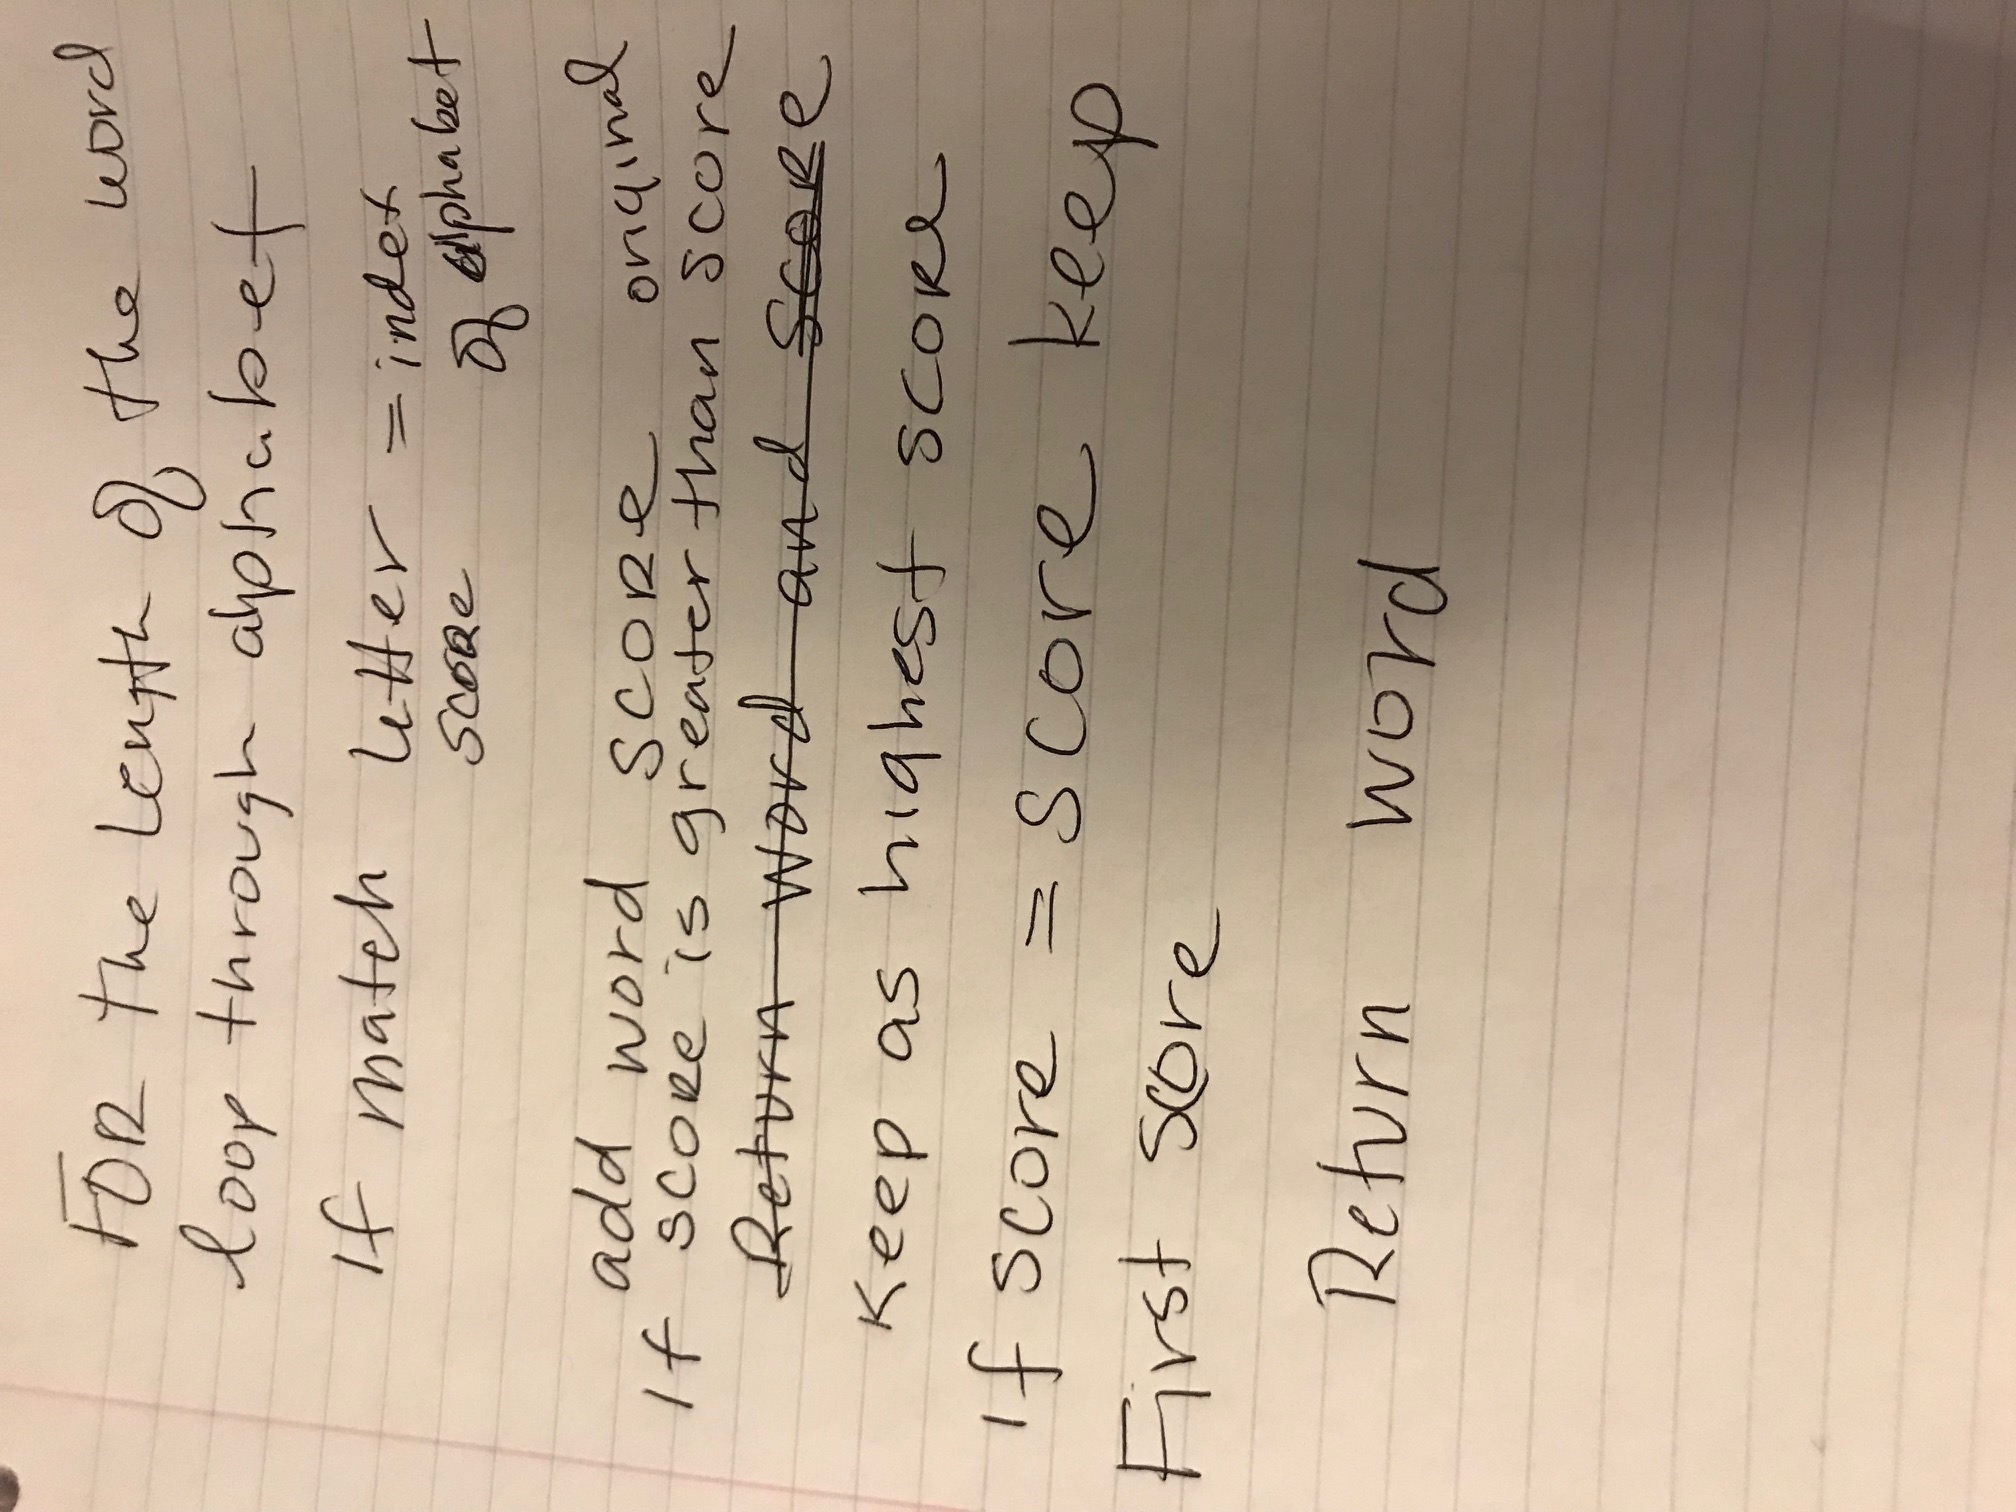 FOR the Length of the word
loop through alphabet
If match letter = index
score of alphabet
add word score original
If score is greater than score
Return word and score
Keep as highest score
If score = score keep
First score
Return word